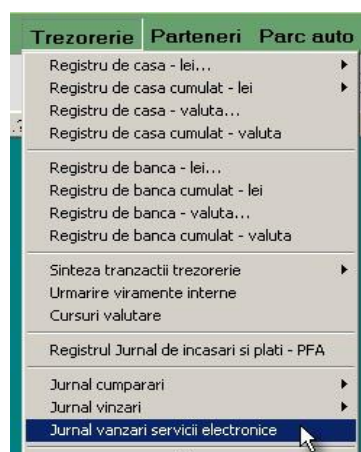 Trezorerie Parteneri Parc auto
Registru de casa - lei...
Registru de casa cumulat - lei
Registru de casa - valuta...
Registru de casa cumulat - valuta
Registru de banca - lei...
Registru de banca cumulat - lei
Registru de banca - valuta...
Registru de banca cumulat - valuta
Sinteza tranzactii trezorerie
Urmarire viramente interne
Cursuri valutare
Registrul Jurnal de incasari si plati - PFA
Jurnal cumparari
Jurnal vinzari
Jurnal vanzari servicii electronice